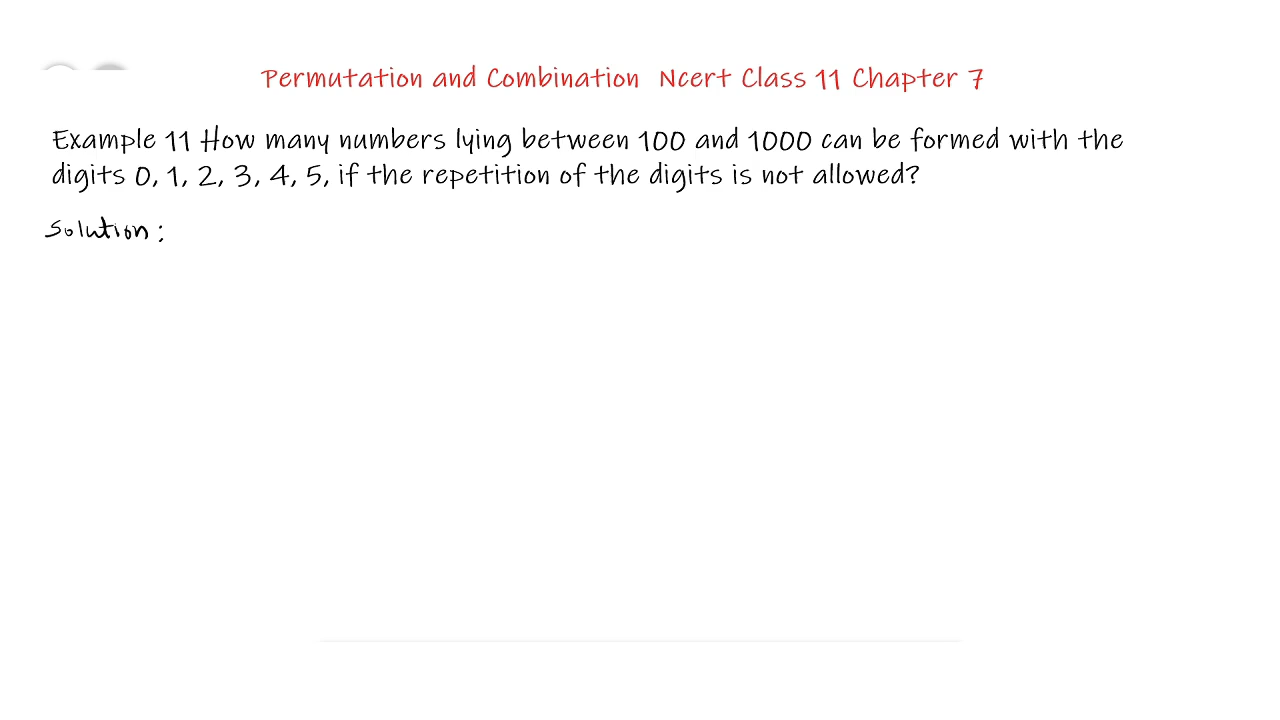 Permutation and Combination Ncert Class 11 Chapter 7
Example 11 How many numbers lying between 100 and 1000 can be formed with the
digits 0, 1, 2, 3, 4, 5, if the repetition of the digits is not allowed?
Solution :